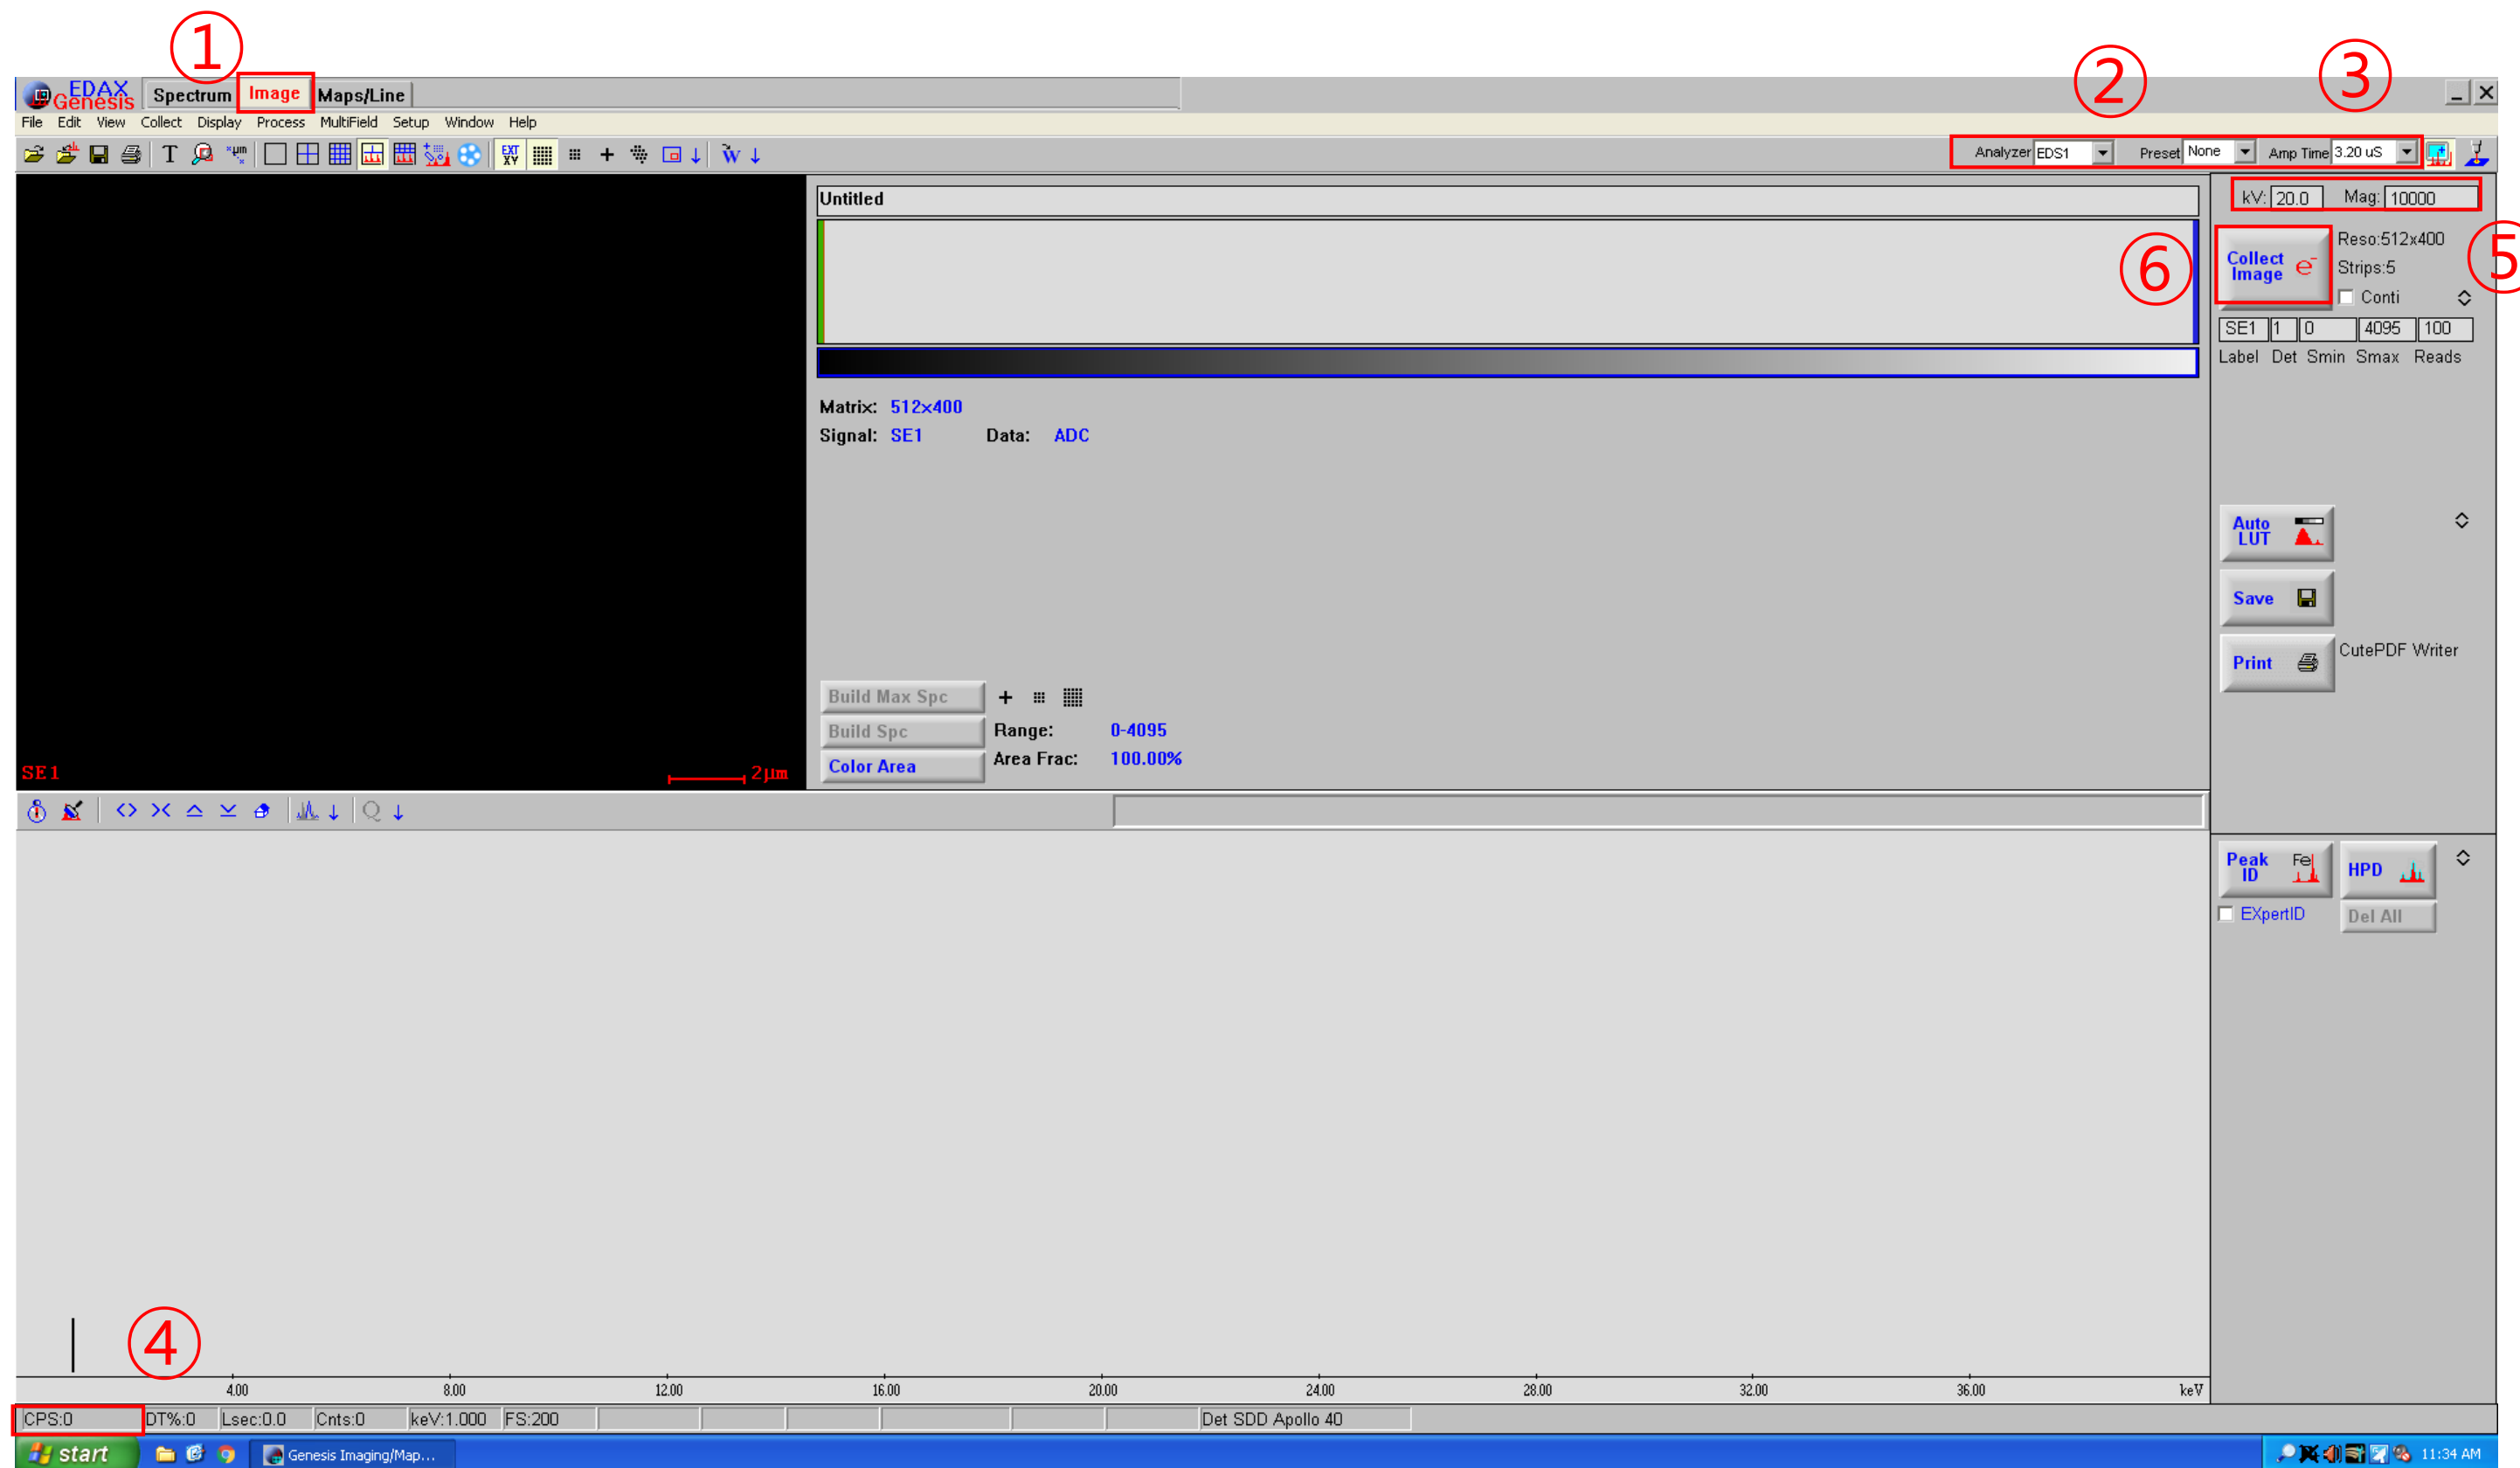 ①
②
③
EDAX
Genesis
Spectrum Image Maps/Line
File Edit View Collect Display Process MultiField Setup Window Help
T EXT XY W
Analyzer EDS1 Preset None Amp Time 3.20 uS
Untitled
kV: 20.0 Mag: 10000
⑥
⑤
Collect Image e⁻
Reso:512x400
Strips:5
Conti
SE1 1 0 4095 100
Label Det Smin Smax Reads
Matrix: 512x400
Signal: SE1 Data: ADC
Auto LUT
Save
Print
CutePDF Writer
Build Max Spc
Build Spc
Range: 0-4095
Color Area
Area Frac: 100.00%
SE1
2µm
Q
Peak ID Fe
HPD
EXpertID
Del All
④
4.00 8.00 12.00 16.00 20.00 24.00 28.00 32.00 36.00 keV
CPS:0 DT%:0 Lsec:0.0 Cnts:0 keV:1.000 FS:200 Det SDD Apollo 40
start
Genesis Imaging/Map...
11:34 AM